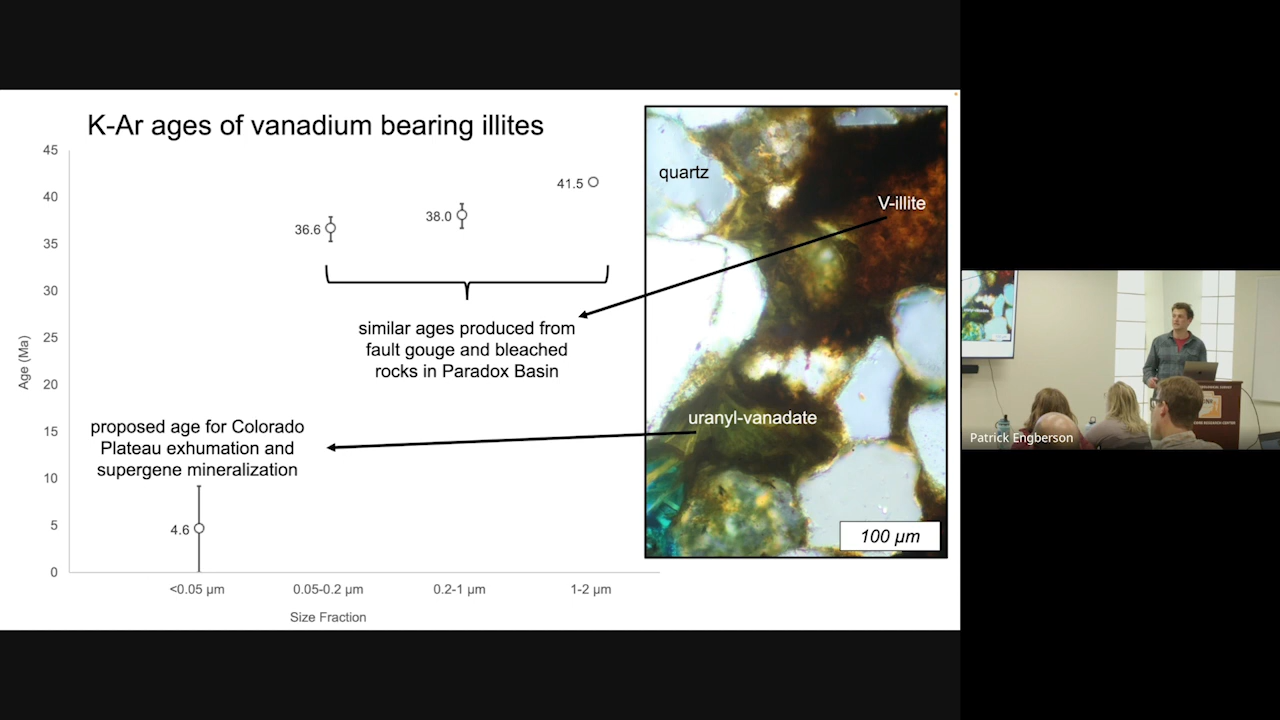 K-Ar ages of vanadium bearing illites
45
40
35
30
25
20
15
10
5
0
Age (Ma)
41.5
38.0
36.6
similar ages produced from
fault gouge and bleached
rocks in Paradox Basin
proposed age for Colorado
Plateau exhumation and
supergene mineralization
4.6
<0.05 µm
0.05-0.2 µm
0.2-1 µm
1-2 µm
Size Fraction
quartz
V-illite
uranyl-vanadate
100 µm
Patrick Engberson